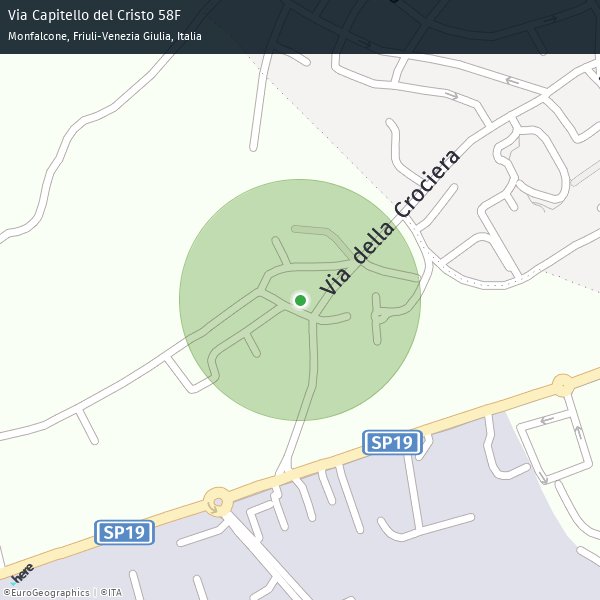 Via Capitello del Cristo 58F
Monfalcone, Friuli-Venezia Giulia, Italia
Via della Crociera
SP19
SP19
here
©EuroGeographics | ©ITA